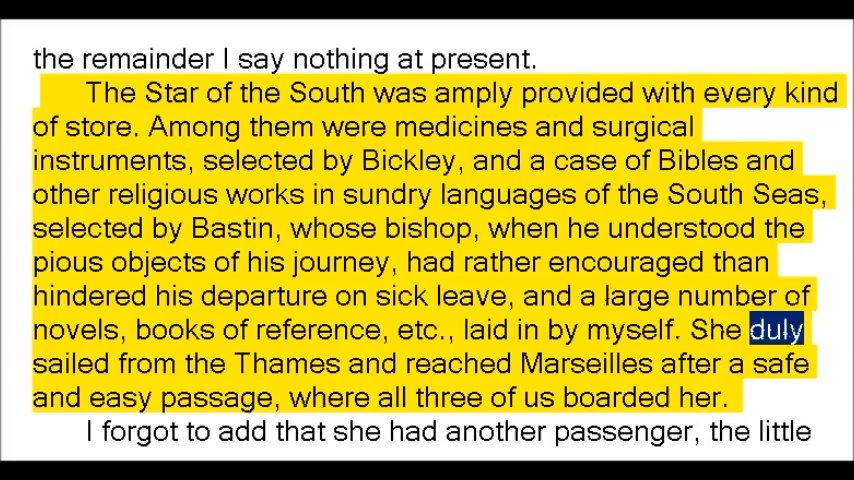 the remainder I say nothing at present.
The Star of the South was amply provided with every kind
of store. Among them were medicines and surgical
instruments, selected by Bickley, and a case of Bibles and
other religious works in sundry languages of the South Seas,
selected by Bastin, whose bishop, when he understood the
pious objects of his journey, had rather encouraged than
hindered his departure on sick leave, and a large number of
novels, books of reference, etc., laid in by myself. She duly
sailed from the Thames and reached Marseilles after a safe
and easy passage, where all three of us boarded her.
I forgot to add that she had another passenger, the little